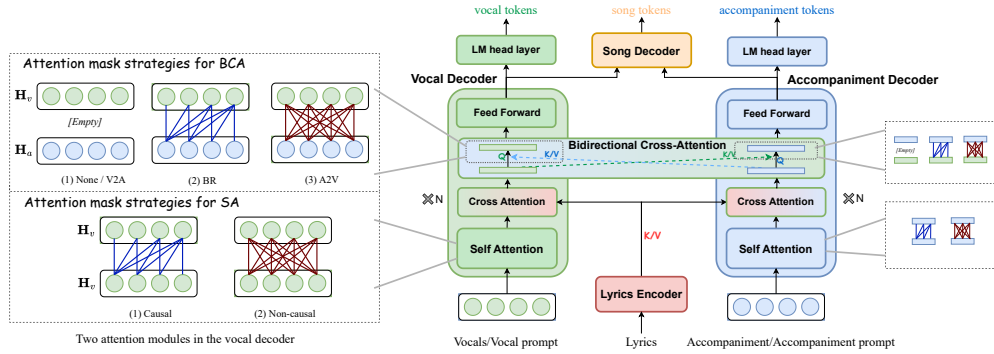 vocal tokens
song tokens
accompaniment tokens
LM head layer
Song Decoder
LM head layer
Vocal Decoder
Accompaniment Decoder
Attention mask strategies for BCA
H_v
[Empty]
H_a
(1) None / V2A
(2) BR
(3) A2V
Attention mask strategies for SA
H_v
H_v
(1) Causal
(2) Non-causal
Two attention modules in the vocal decoder
Feed Forward
Feed Forward
Bidirectional Cross-Attention
Q
K/V
K/V
Q
[Empty]
N
Cross Attention
Cross Attention
N
Self Attention
K/V
Self Attention
Lyrics Encoder
Vocals/Vocal prompt
Lyrics
Accompaniment/Accompaniment prompt